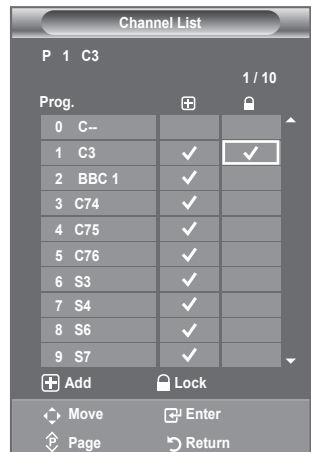 Channel List
P 1 C3
1 / 10
Prog.
0 C--
1 C3
2 BBC 1
3 C74
4 C75
5 C76
6 S3
7 S4
8 S6
9 S7
Add Lock
Move Enter
Page Return